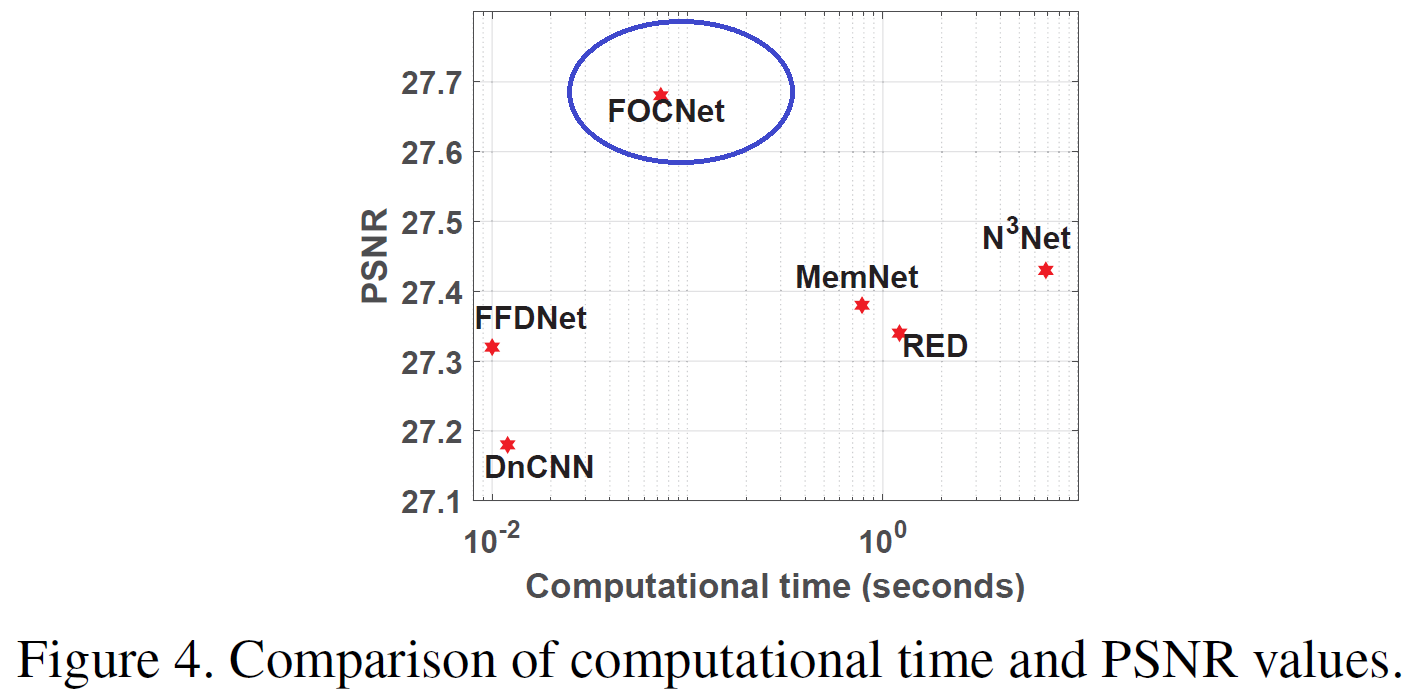 27.7
FOCNet
27.6
27.5
N³Net
PSNR
MemNet
27.4
FFDNet
RED
27.3
27.2
DnCNN
27.1
10⁻² 10⁰
Computational time (seconds)
Figure 4. Comparison of computational time and PSNR values.